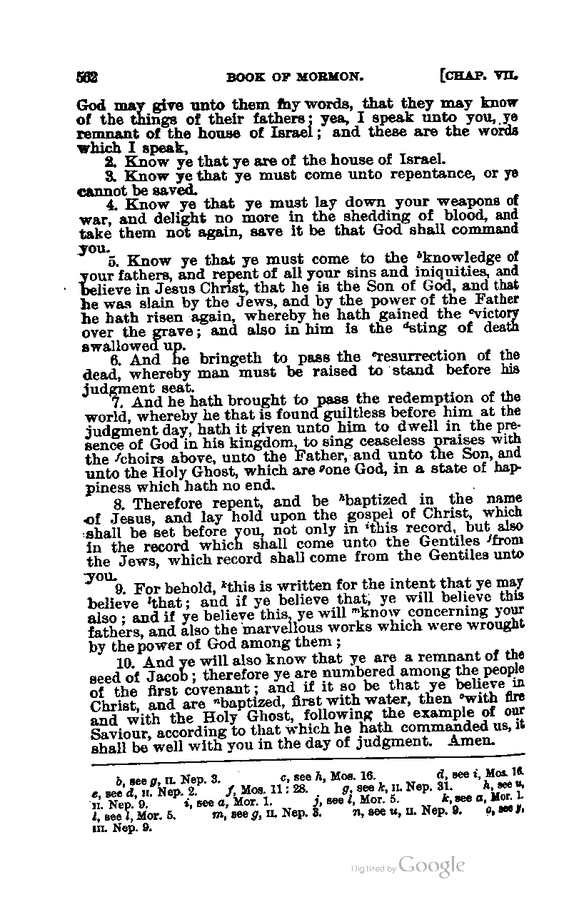 562 BOOK OF MORMON. [CHAP. VII.
God may give unto them my words, that they may know
of the things of their fathers; yea, I speak unto you, ye
remnant of the house of Israel; and these are the words
which I speak,
2. Know ye that ye are of the house of Israel.
3. Know ye that ye must come unto repentance, or ye
cannot be saved.
4. Know ye that ye must lay down your weapons of
war, and delight no more in the shedding of blood, and
take them not again, save it be that God shall command
you.
5. Know ye that ye must come to the ᵇknowledge of
your fathers, and repent of all your sins and iniquities, and
believe in Jesus Christ, that he is the Son of God, and that
he was slain by the Jews, and by the power of the Father
he hath risen again, whereby he hath gained the ᶜvictory
over the grave; and also in him is the ᵈsting of death
swallowed up.
6. And he bringeth to pass the ᵉresurrection of the
dead, whereby man must be raised to stand before his
judgment seat.
7. And he hath brought to pass the redemption of the
world, whereby he that is found guiltless before him at the
judgment day, hath it given unto him to dwell in the pre-
sence of God in his kingdom, to sing ceaseless praises with
the ᶠchoirs above, unto the Father, and unto the Son, and
unto the Holy Ghost, which are ᵍone God, in a state of hap-
piness which hath no end.
8. Therefore repent, and be ʰbaptized in the name
of Jesus, and lay hold upon the gospel of Christ, which
shall be set before you, not only in ⁱthis record, but also
in the record which shall come unto the Gentiles ʲfrom
the Jews, which record shall come from the Gentiles unto
you.
9. For behold, ᵏthis is written for the intent that ye may
believe ˡthat; and if ye believe that, ye will believe this
also; and if ye believe this, ye will ᵐknow concerning your
fathers, and also the marvellous works which were wrought
by the power of God among them;
10. And ye will also know that ye are a remnant of the
seed of Jacob; therefore ye are numbered among the people
of the first covenant; and if it so be that ye believe in
Christ, and are ⁿbaptized, first with water, then ᵒwith fire
and with the Holy Ghost, following the example of our
Saviour, according to that which he hath commanded us, it
shall be well with you in the day of judgment. Amen.
b, see g, II. Nep. 3. c, see h, Mos. 16. d, see i, Mos. 16.
e, see d, II. Nep. 2. f, Mos. 11: 28. g, see k, II. Nep. 31. h, see u,
II. Nep. 9. i, see a, Mor. 1. j, see l, Mor. 5. k, see a, Mor. 1.
l, see l, Mor. 5. m, see g, II. Nep. 3. n, see u, II. Nep. 9. o, see y,
III. Nep. 9.
Digitized by Google